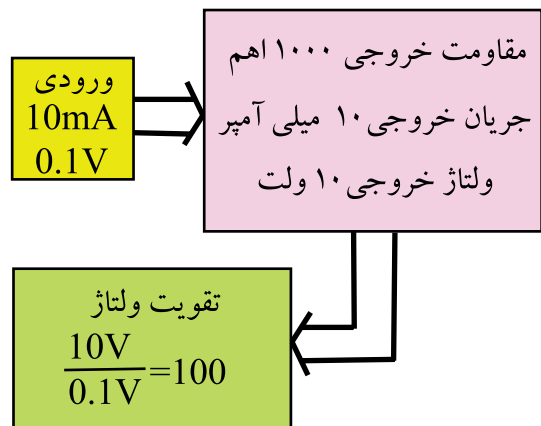 ورودی
10mA
0.1V
مقاومت خروجی ۱۰۰۰ اهم
جریان خروجی ۱۰ میلی آمپر
ولتاژ خروجی ۱۰ ولت
تقویت ولتاژ
10V
0.1V =100